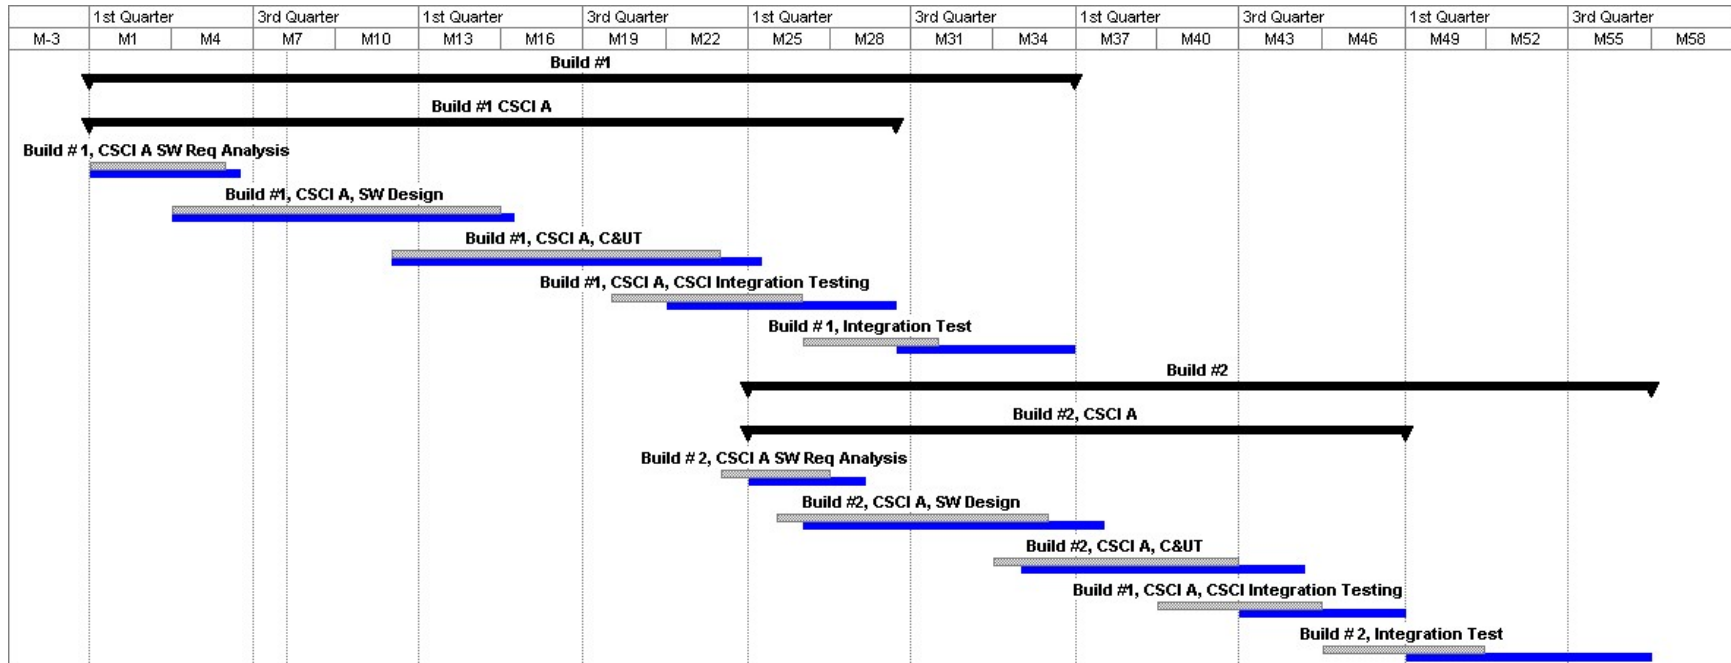 1st Quarter 3rd Quarter 1st Quarter 3rd Quarter 1st Quarter 3rd Quarter 1st Quarter 3rd Quarter 1st Quarter 3rd Quarter
M-3 M1 M4 M7 M10 M13 M16 M19 M22 M25 M28 M31 M34 M37 M40 M43 M46 M49 M52 M55 M58
Build #1
Build #1 CSCI A
Build # 1, CSCI A SW Req Analysis
Build #1, CSCI A, SW Design
Build #1, CSCI A, C&UT
Build #1, CSCI A, CSCI Integration Testing
Build # 1, Integration Test
Build #2
Build #2, CSCI A
Build # 2, CSCI A SW Req Analysis
Build #2, CSCI A, SW Design
Build #2, CSCI A, C&UT
Build #1, CSCI A, CSCI Integration Testing
Build # 2, Integration Test